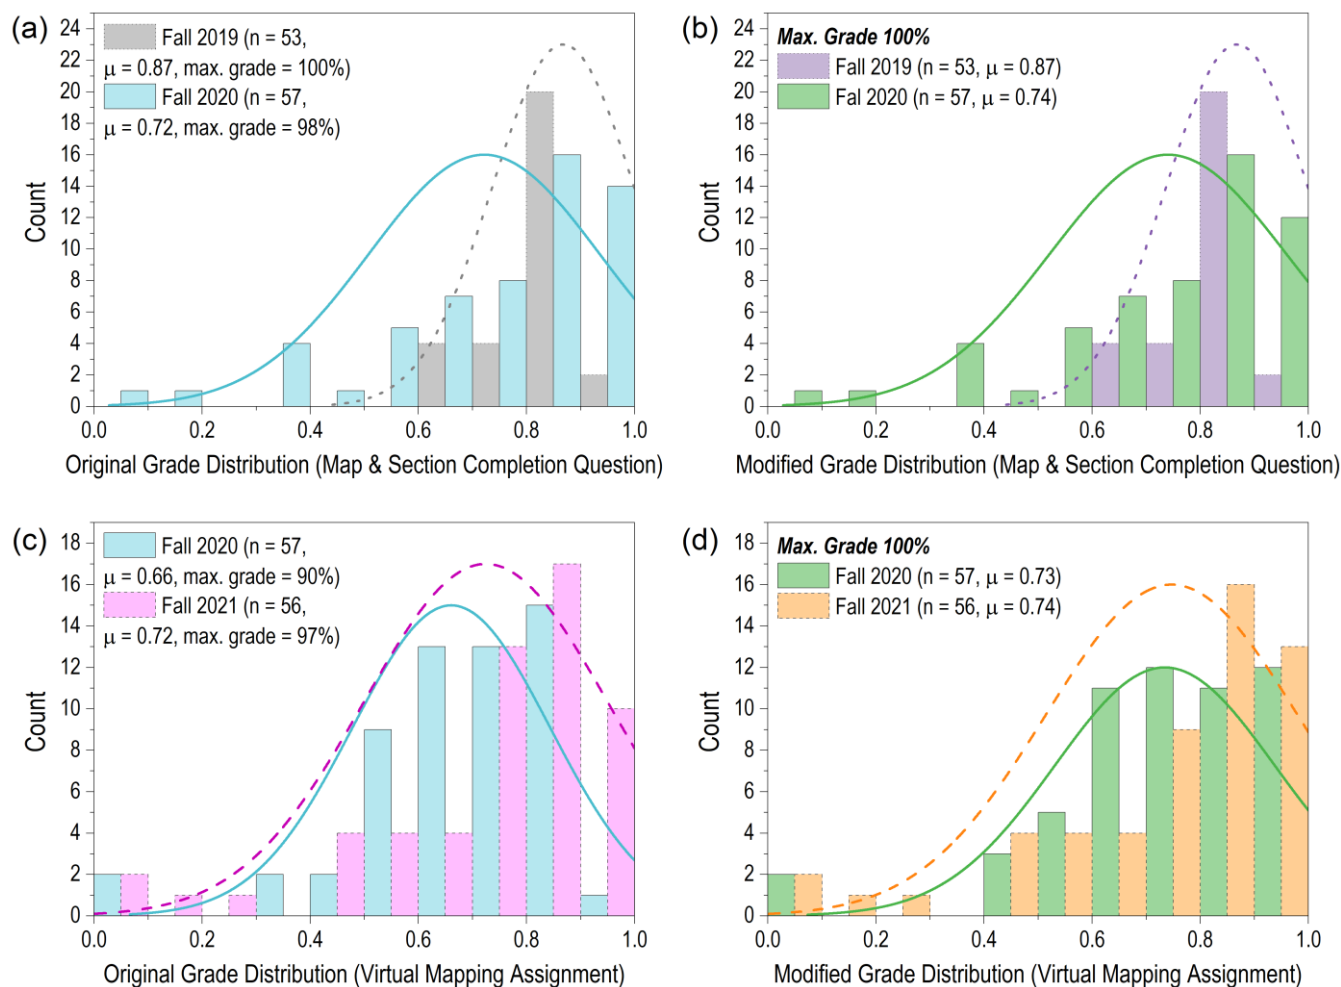 (a)
Fall 2019 (n = 53,
μ = 0.87, max. grade = 100%)
Fall 2020 (n = 57,
μ = 0.72, max. grade = 98%)
24
22
20
18
16
14
12
10
8
6
4
2
0
Count
0.0 0.2 0.4 0.6 0.8 1.0
Original Grade Distribution (Map & Section Completion Question)
(b)
Max. Grade 100%
Fall 2019 (n = 53, μ = 0.87)
Fal 2020 (n = 57, μ = 0.74)
24
22
20
18
16
14
12
10
8
6
4
2
0
Count
0.0 0.2 0.4 0.6 0.8 1.0
Modified Grade Distribution (Map & Section Completion Question)
(c)
Fall 2020 (n = 57,
μ = 0.66, max. grade = 90%)
Fall 2021 (n = 56,
μ = 0.72, max. grade = 97%)
18
16
14
12
10
8
6
4
2
0
Count
0.0 0.2 0.4 0.6 0.8 1.0
Original Grade Distribution (Virtual Mapping Assignment)
(d)
Max. Grade 100%
Fall 2020 (n = 57, μ = 0.73)
Fall 2021 (n = 56, μ = 0.74)
18
16
14
12
10
8
6
4
2
0
Count
0.0 0.2 0.4 0.6 0.8 1.0
Modified Grade Distribution (Virtual Mapping Assignment)